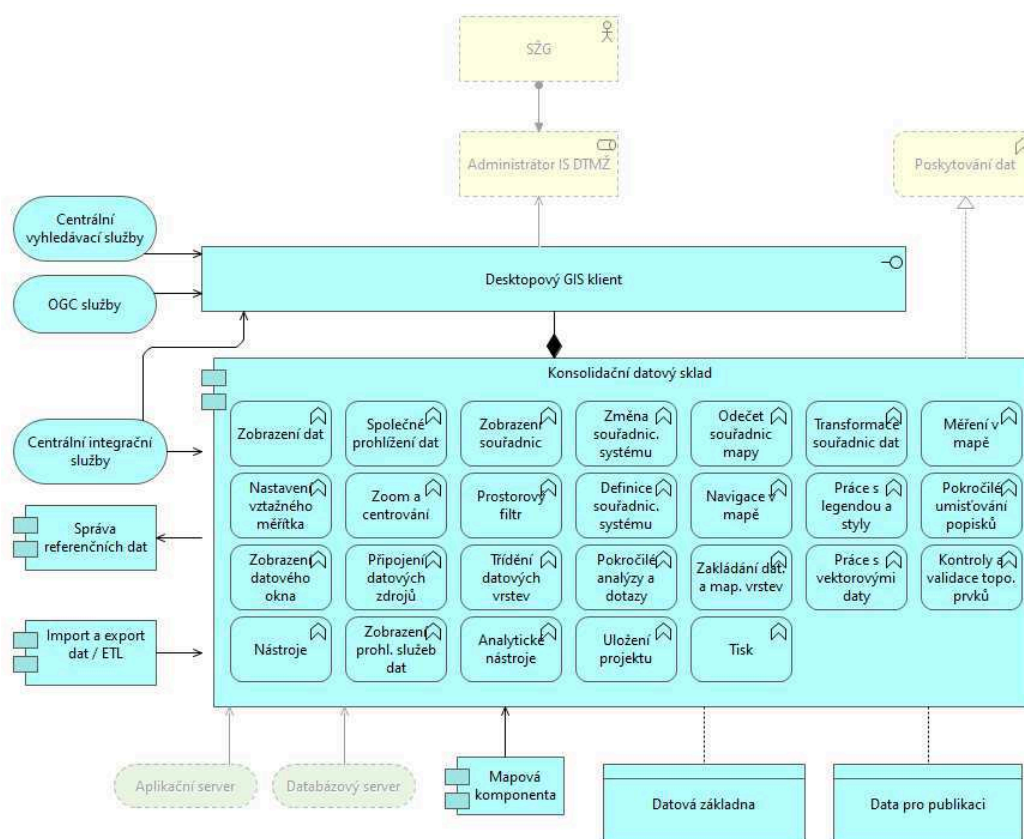 SŽG
Administrátor IS DTMŽ
Poskytování dat
Centrální
vyhledávací služby
OGC služby
Desktopový GIS klient
Centrální integrační
služby
Správa
referenčních dat
Import a export
dat / ETL
Konsolidační datový sklad
Zobrazení dat
Společné
prohlížení dat
Zobrazení
souřadnic
Změna
souřadnic.
systému
Odečet
souřadnic
mapy
Transformace
souřadnic dat
Měření v
mapě
Nastavení
vztažného
měřítka
Zoom a
centrování
Prostorový
filtr
Definice
souřadnic.
systému
Navigace v
mapě
Práce s
legendou a
styly
Pokročilé
umisťování
popisků
Zobrazení
datového
okna
Připojení
datových
zdrojů
Třídění
datových
vrstev
Pokročilé
analýzy a
dotazy
Zakládání dat.
a map. vrstev
Práce s
vektorovými
daty
Kontroly a
validace topo.
prvků
Nástroje
Zobrazení
prohl. služeb
dat
Analytické
nástroje
Uložení
projektu
Tisk
Aplikační server
Databázový server
Mapová
komponenta
Datová základna
Data pro publikaci